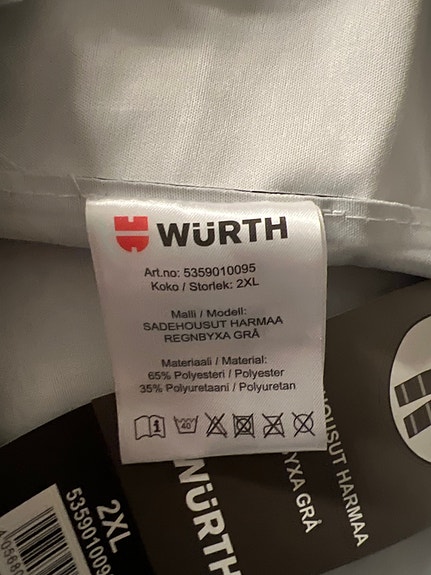 WÜRTH
Art.no: 5359010095
Koko / Storlek: 2XL
Malli / Modell:
SADEHOUSUT HARMAA
REGNBYXA GRÅ
Materiaali / Material:
65% Polyesteri / Polyester
35% Polyuretaani / Polyuretan
40
HOUSUT HARMAA
BYXA GRÅ
WÜRTH
2XL
535901009